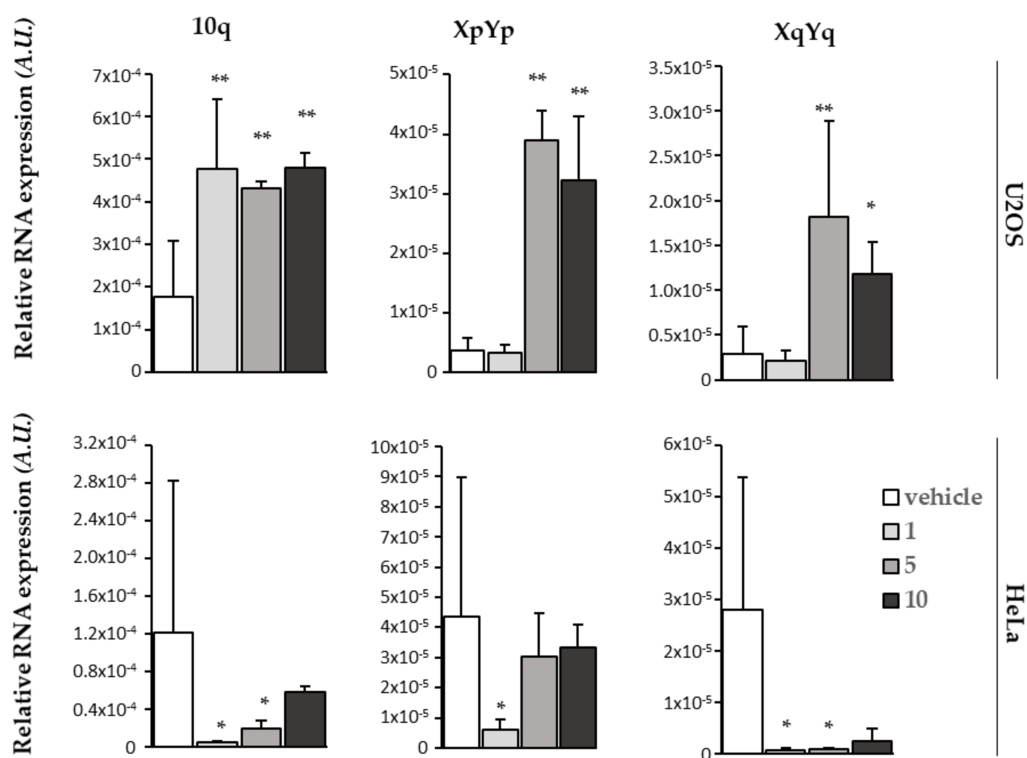 10q
XpYp
XqYq
Relative RNA expression (A.U.)
7x10⁻⁴
6x10⁻⁴
5x10⁻⁴
4x10⁻⁴
3x10⁻⁴
2x10⁻⁴
1x10⁻⁴
0
**
**
**
5x10⁻⁵
4x10⁻⁵
3x10⁻⁵
2x10⁻⁵
1x10⁻⁵
0
**
**
3.5x10⁻⁵
3.0x10⁻⁵
2.5x10⁻⁵
2.0x10⁻⁵
1.5x10⁻⁵
1.0x10⁻⁵
0.5x10⁻⁵
0
**
*
U2OS
Relative RNA expression (A.U.)
3.2x10⁻⁴
2.8x10⁻⁴
2.4x10⁻⁴
2.0x10⁻⁴
1.6x10⁻⁴
1.2x10⁻⁴
0.8x10⁻⁴
0.4x10⁻⁴
0
*
*
10x10⁻⁵
9x10⁻⁵
8x10⁻⁵
7x10⁻⁵
6x10⁻⁵
5x10⁻⁵
4x10⁻⁵
3x10⁻⁵
2x10⁻⁵
1x10⁻⁵
0
*
6x10⁻⁵
5x10⁻⁵
4x10⁻⁵
3x10⁻⁵
2x10⁻⁵
1x10⁻⁵
0
*
*
vehicle
1
5
10
HeLa